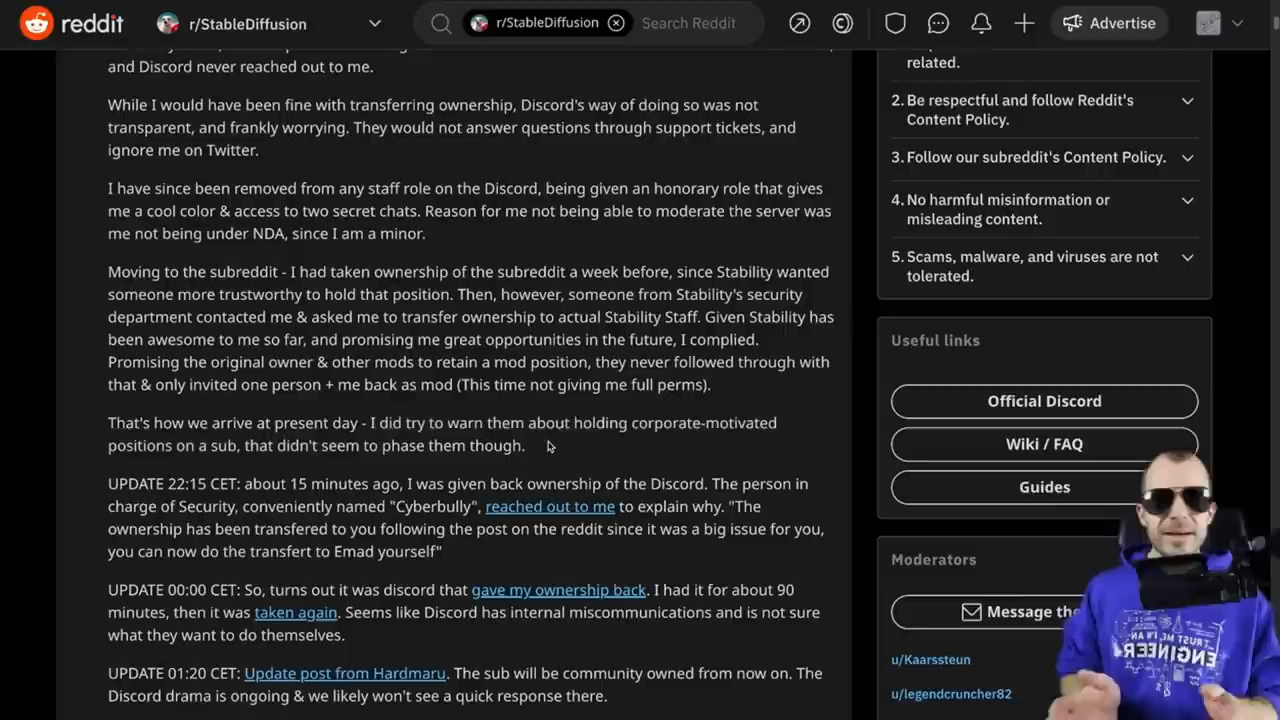 reddit
r/StableDiffusion
r/StableDiffusion
Search Reddit
Advertise
and Discord never reached out to me.
While I would have been fine with transferring ownership, Discord's way of doing so was not
transparent, and frankly worrying. They would not answer questions through support tickets, and
ignore me on Twitter.
I have since been removed from any staff role on the Discord, being given an honorary role that gives
me a cool color & access to two secret chats. Reason for me not being able to moderate the server was
me not being under NDA, since I am a minor.
Moving to the subreddit - I had taken ownership of the subreddit a week before, since Stability wanted
someone more trustworthy to hold that position. Then, however, someone from Stability's security
department contacted me & asked me to transfer ownership to actual Stability Staff. Given Stability has
been awesome to me so far, and promising me great opportunities in the future, I complied.
Promising the original owner & other mods to retain a mod position, they never followed through with
that & only invited one person + me back as mod (This time not giving me full perms).
That's how we arrive at present day - I did try to warn them about holding corporate-motivated
positions on a sub, that didn't seem to phase them though.
UPDATE 22:15 CET: about 15 minutes ago, I was given back ownership of the Discord. The person in
charge of Security, conveniently named "Cyberbully", reached out to me to explain why. "The
ownership has been transfered to you following the post on the reddit since it was a big issue for you,
you can now do the transfert to Emad yourself"
UPDATE 00:00 CET: So, turns out it was discord that gave my ownership back. I had it for about 90
minutes, then it was taken again. Seems like Discord has internal miscommunications and is not sure
what they want to do themselves.
UPDATE 01:20 CET: Update post from Hardmaru. The sub will be community owned from now on. The
Discord drama is ongoing & we likely won't see a quick response there.
related.
2. Be respectful and follow Reddit's
Content Policy.
3. Follow our subreddit's Content Policy.
4. No harmful misinformation or
misleading content.
5. Scams, malware, and viruses are not
tolerated.
Useful links
Official Discord
Wiki / FAQ
Guides
Moderators
Message the
u/Kaarssteun
u/legendcruncher82
TRUST ME I'M AN
ENGINEER